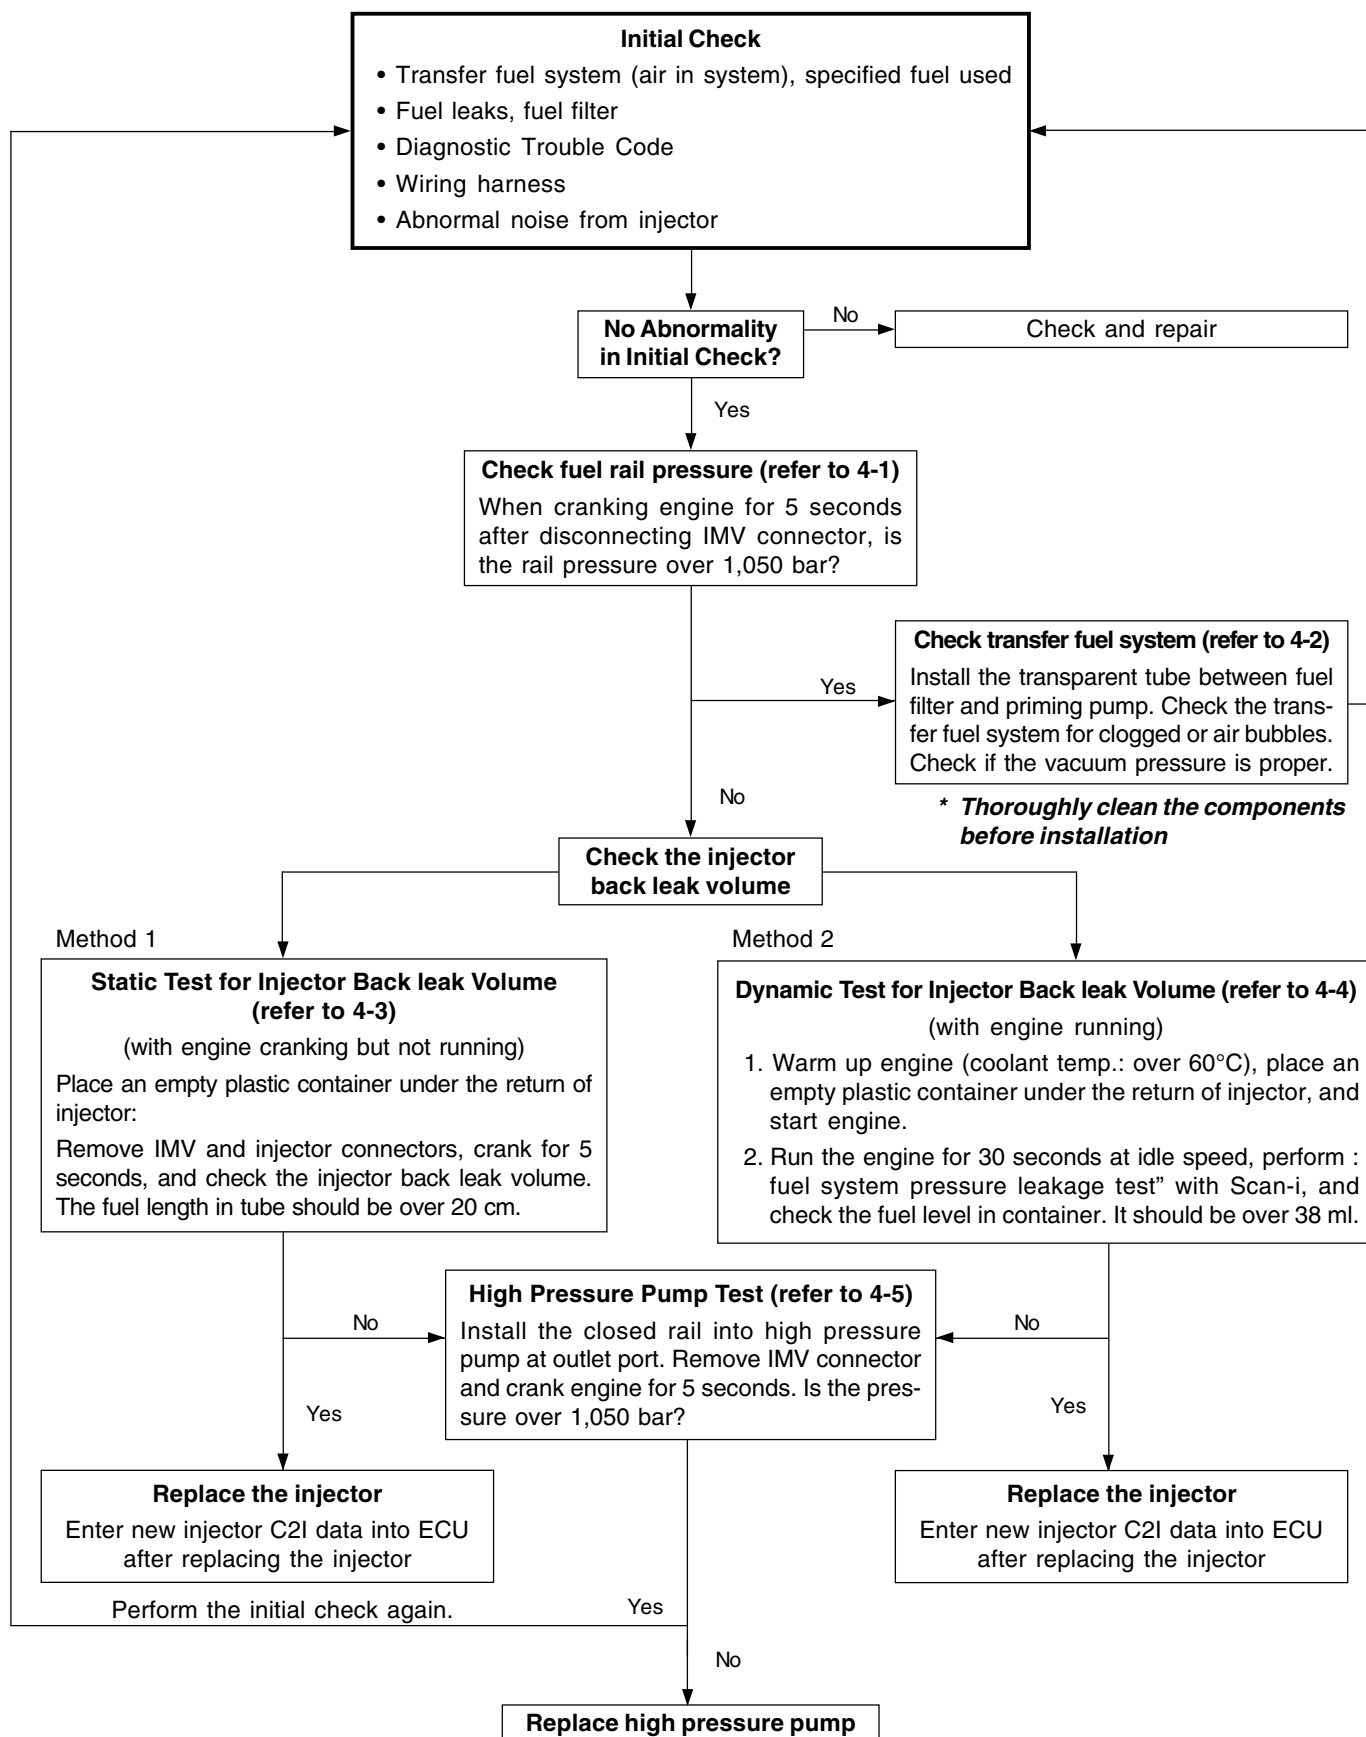 Initial Check
• Transfer fuel system (air in system), specified fuel used
• Fuel leaks, fuel filter
• Diagnostic Trouble Code
• Wiring harness
• Abnormal noise from injector
No Abnormality
in Initial Check?
No
Check and repair
Yes
Check fuel rail pressure (refer to 4-1)
When cranking engine for 5 seconds
after disconnecting IMV connector, is
the rail pressure over 1,050 bar?
Check transfer fuel system (refer to 4-2)
Install the transparent tube between fuel
filter and priming pump. Check the trans-
fer fuel system for clogged or air bubbles.
Check if the vacuum pressure is proper.
Yes
No
* Thoroughly clean the components
before installation
Check the injector
back leak volume
Method 1
Static Test for Injector Back leak Volume
(refer to 4-3)
(with engine cranking but not running)
Place an empty plastic container under the return of
injector:
Remove IMV and injector connectors, crank for 5
seconds, and check the injector back leak volume.
The fuel length in tube should be over 20 cm.
Method 2
Dynamic Test for Injector Back leak Volume (refer to 4-4)
(with engine running)
1. Warm up engine (coolant temp.: over 60°C), place an
empty plastic container under the return of injector, and
start engine.
2. Run the engine for 30 seconds at idle speed, perform :
fuel system pressure leakage test” with Scan-i, and
check the fuel level in container. It should be over 38 ml.
High Pressure Pump Test (refer to 4-5)
Install the closed rail into high pressure
pump at outlet port. Remove IMV connector
and crank engine for 5 seconds. Is the pres-
sure over 1,050 bar?
No
No
Yes
Yes
Replace the injector
Enter new injector C2I data into ECU
after replacing the injector
Replace the injector
Enter new injector C2I data into ECU
after replacing the injector
Perform the initial check again.
Yes
No
Replace high pressure pump